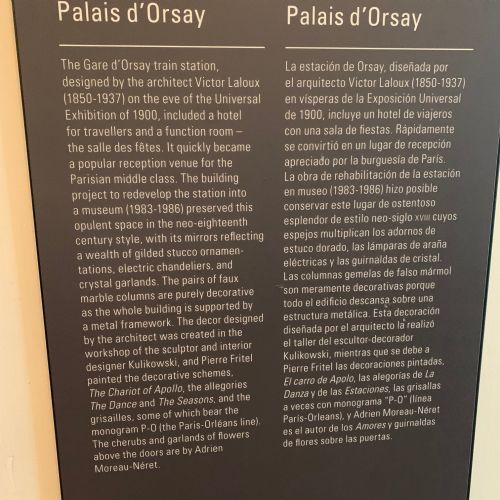 Palais d'Orsay
The Gare d'Orsay train station,
designed by the architect Victor Laloux
(1850-1937) on the eve of the Universal
Exhibition of 1900, included a hotel
for travellers and a function room –
the salle des fêtes. It quickly became
a popular reception venue for the
Parisian middle class. The building
project to redevelop the station into
a museum (1983-1986) preserved this
opulent space in the neo-eighteenth
century style, with its mirrors reflecting
a wealth of gilded stucco ornamen-
tations, electric chandeliers, and
crystal garlands. The pairs of faux
marble columns are purely decorative
as the whole building is supported by
a metal framework. The decor designed
by the architect was created in the
workshop of the sculptor and interior
designer Kulikowski, and Pierre Fritel
painted the decorative schemes,
The Chariot of Apollo, the allegories
The Dance and The Seasons, and the
grisailles, some of which bear the
monogram P-O (the Paris-Orléans line).
The cherubs and garlands of flowers
above the doors are by Adrien
Moreau-Néret.
Palais d'Orsay
La estación de Orsay, diseñada por
el arquitecto Victor Laloux (1850-1937)
en vísperas de la Exposición Universal
de 1900, incluye un hotel de viajeros
con una sala de fiestas. Rápidamente
se convirtió en un lugar de recepción
apreciado por la burguesía de París.
La obra de rehabilitación de la estación
en museo (1983-1986) hizo posible
conservar este lugar de ostentoso
esplendor de estilo neo-siglo XVIII cuyos
espejos multiplican los adornos de
estuco dorado, las lámparas de araña
eléctricas y las guirnaldas de cristal.
Las columnas gemelas de falso mármol
son meramente decorativas porque
todo el edificio descansa sobre una
estructura metálica. Esta decoración
diseñada por el arquitecto la realizó
el taller del escultor-decorador
Kulikowski, mientras que se debe a
Pierre Fritel las decoraciones pintadas,
El carro de Apolo, las alegorías de La
Danza y de las Estaciones, las grisallas
a veces con monograma "P-O" (línea
París-Orleans), y Adrien Moreau-Néret
es el autor de los Amores y guirnaldas
de flores sobre las puertas.